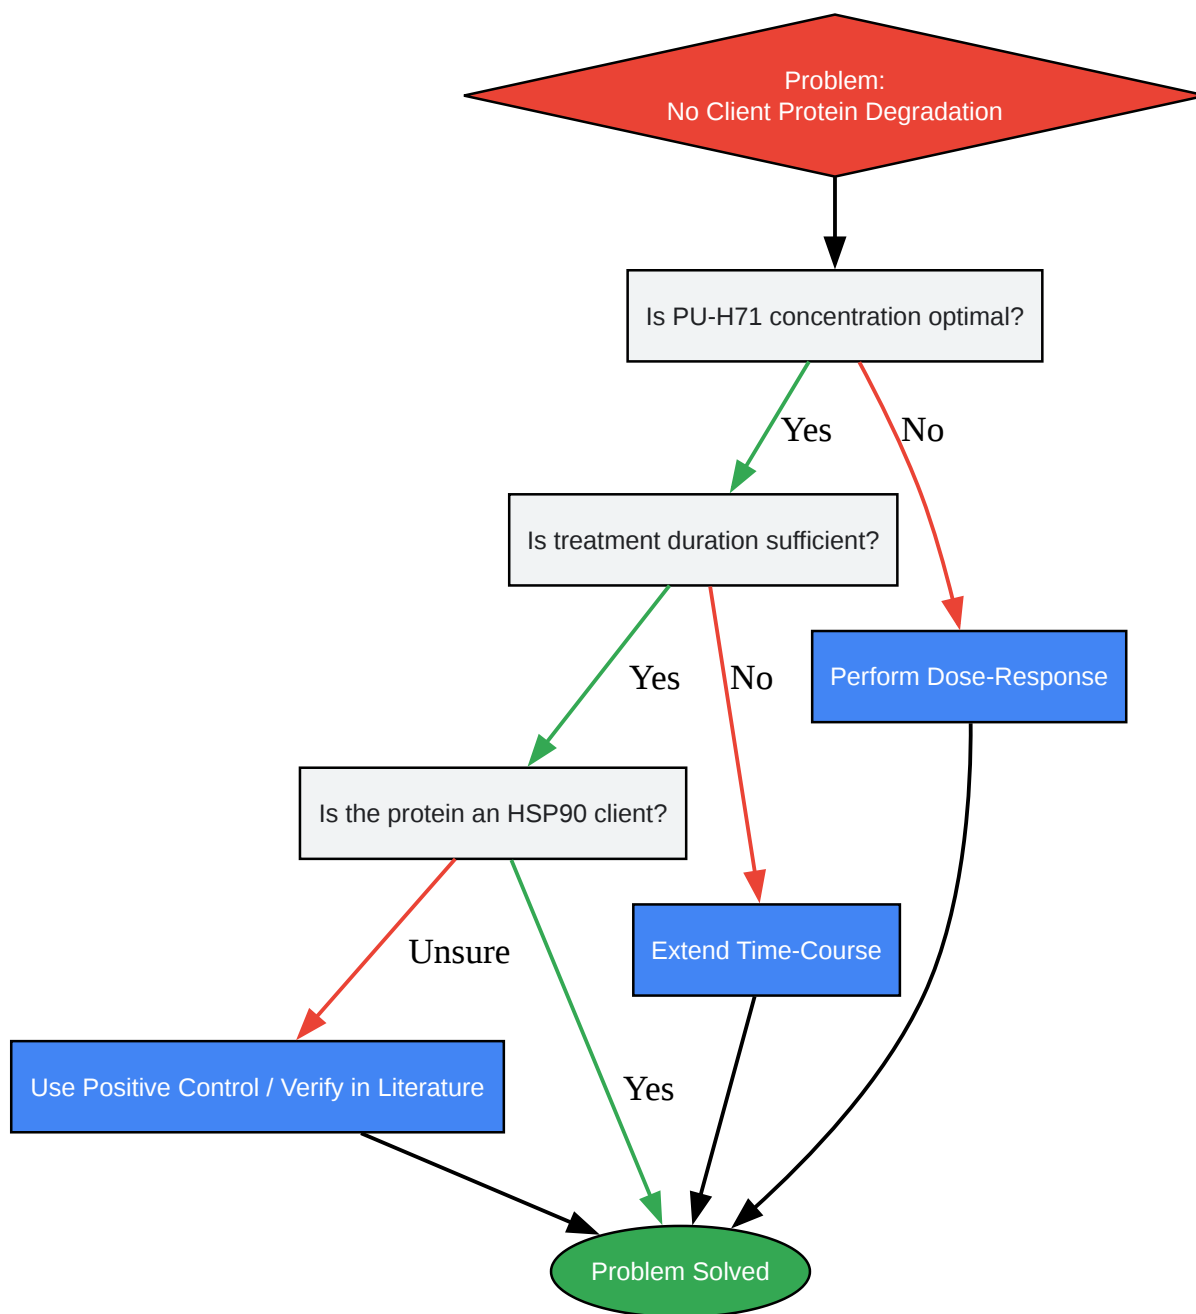 Problem:
No Client Protein Degradation
Is PU-H71 concentration optimal?
Yes
No
Is treatment duration sufficient?
Yes
No
Perform Dose-Response
Is the protein an HSP90 client?
Unsure
Extend Time-Course
Use Positive Control / Verify in Literature
Yes
Problem Solved